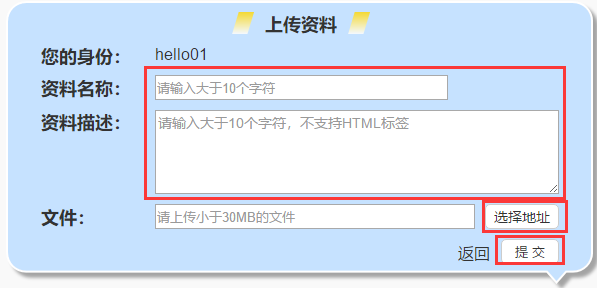 上传资料
您的身份： hello01
资料名称： 请输入大于10个字符
资料描述： 请输入大于10个字符，不支持HTML标签
文件： 请上传小于30MB的文件 选择地址
返回 提 交